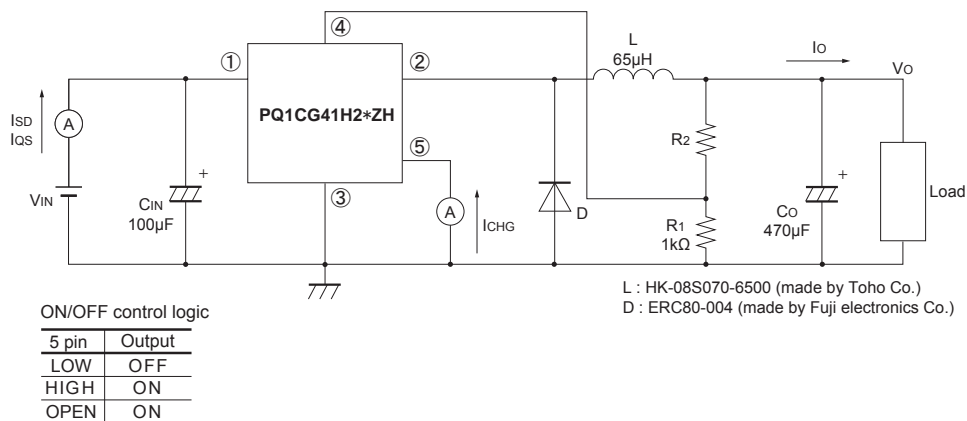 ④
L
65µH
IO
VO
①
②
ISD
IQS
A
PQ1CG41H2*ZH
R2
⑤
VIN
+
CIN
100µF
③
A
ICHG
D
R1
1kΩ
+
CO
470µF
Load
L : HK-08S070-6500 (made by Toho Co.)
D : ERC80-004 (made by Fuji electronics Co.)
ON/OFF control logic
5 pin Output
LOW OFF
HIGH ON
OPEN ON